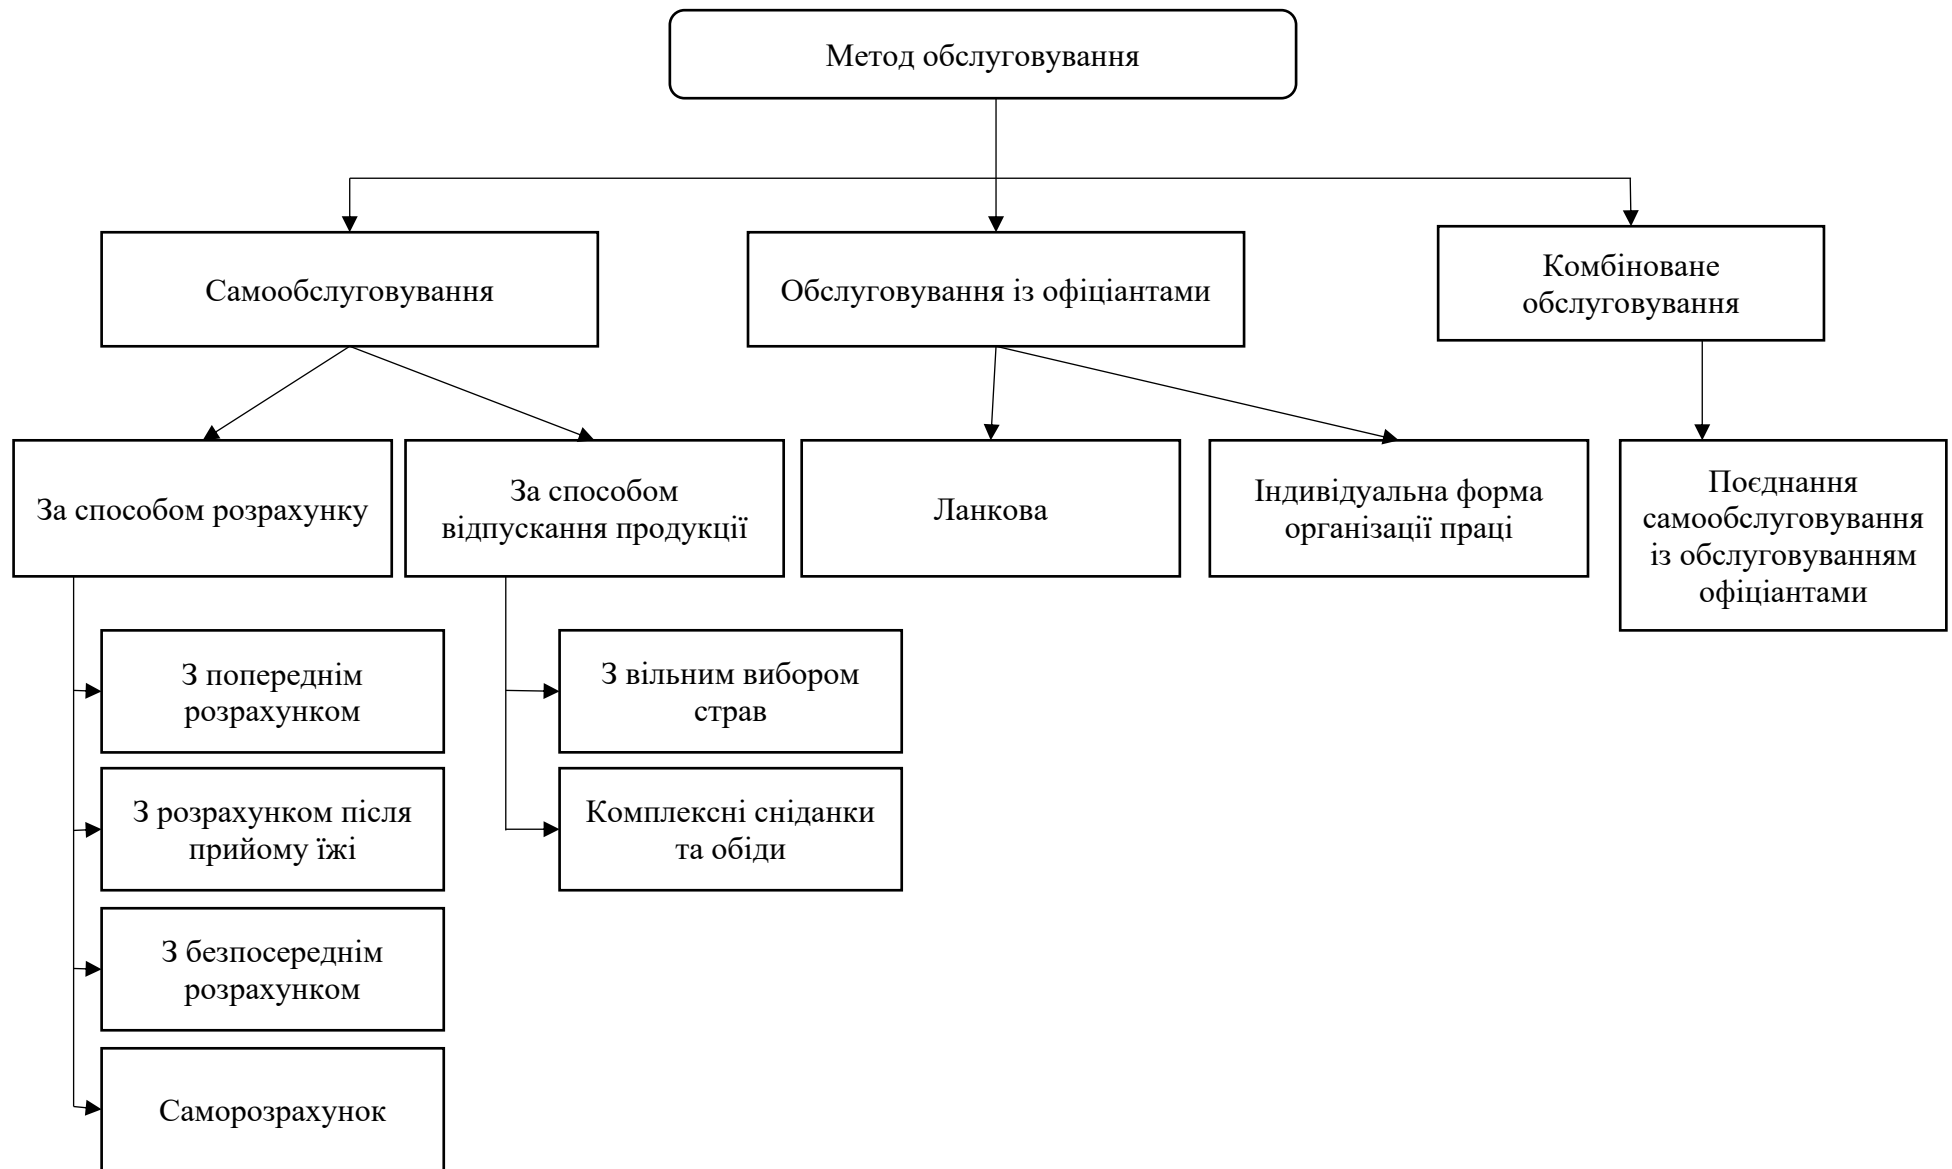 Метод обслуговування
Самообслуговування
Обслуговування із офіціантами
Комбіноване
обслуговування
За способом розрахунку
За способом
відпускання продукції
Ланкова
Індивідуальна форма
організації праці
Поєднання
самообслуговування
із обслуговуванням
офіціантами
З попереднім
розрахунком
З вільним вибором
страв
З розрахунком після
прийому їжі
Комплексні сніданки
та обіди
З безпосереднім
розрахунком
Саморозрахунок